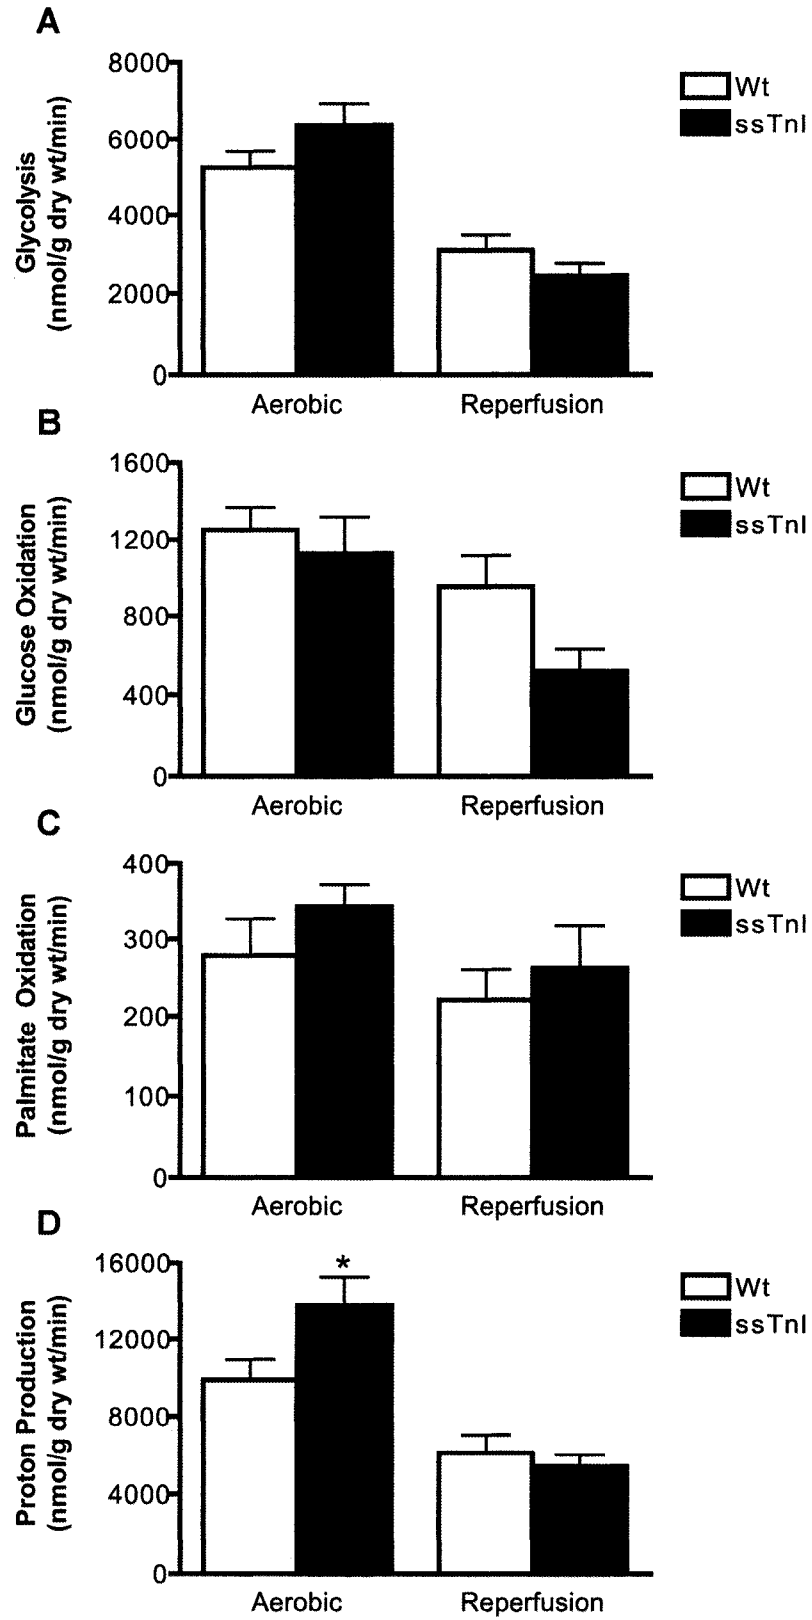 A
Glycolysis
(nmol/g dry wt/min)
8000
6000
4000
2000
0
Aerobic
Reperfusion
Wt
ssTnI
B
Glucose Oxidation
(nmol/g dry wt/min)
1600
1200
800
400
0
Aerobic
Reperfusion
Wt
ssTnI
C
Palmitate Oxidation
(nmol/g dry wt/min)
400
300
200
100
0
Aerobic
Reperfusion
Wt
ssTnI
D
Proton Production
(nmol/g dry wt/min)
16000
12000
8000
4000
0
*
Aerobic
Reperfusion
Wt
ssTnI